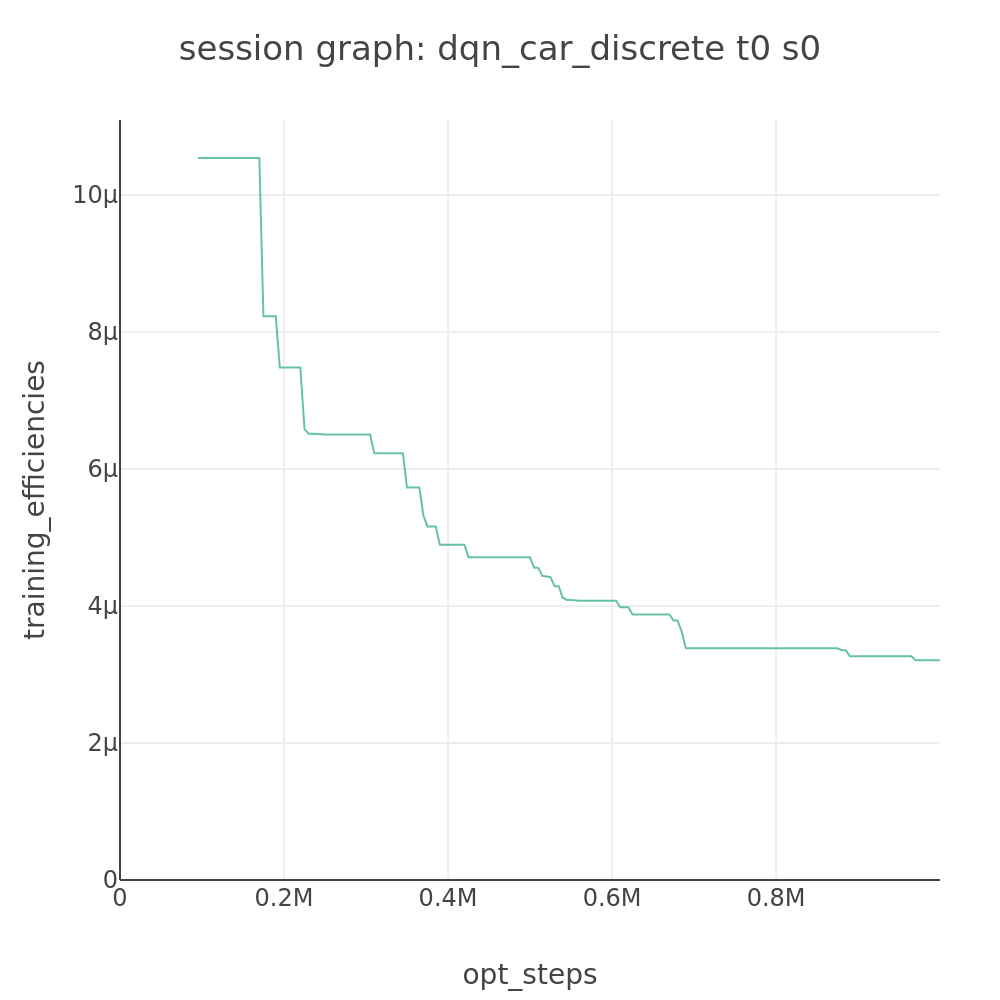 session graph: dqn_car_discrete t0 s0
10μ
8μ
6μ
4μ
2μ
0
training_efficiencies
0
0.2M
0.4M
0.6M
0.8M
opt_steps